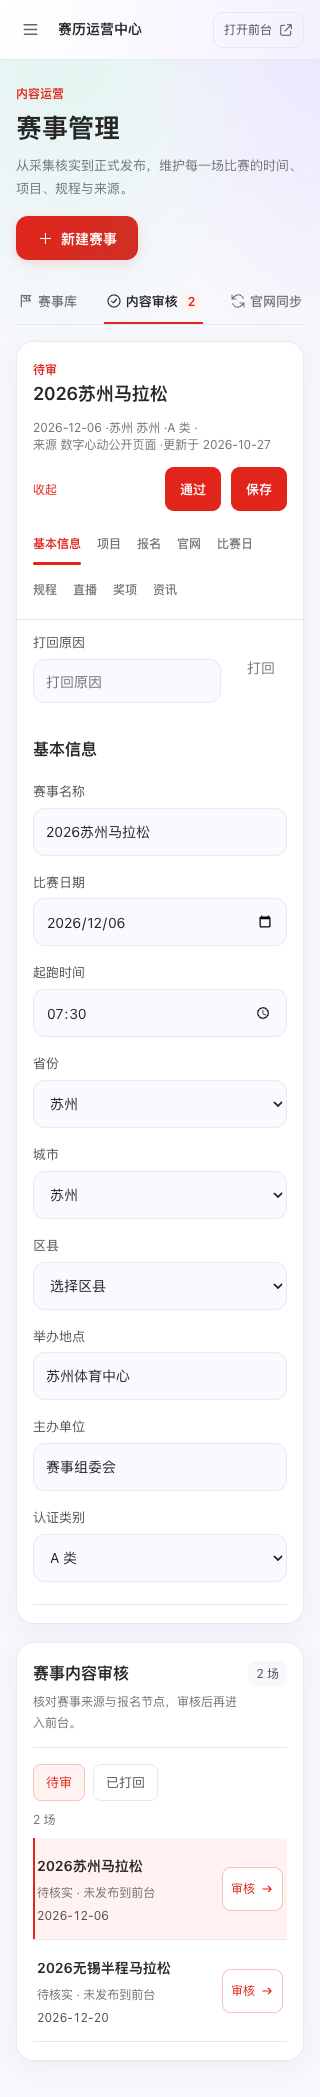 赛历运营中心
打开前台
内容运营
赛事管理
从采集核实到正式发布，维护每一场比赛的时间、
项目、规程与来源。
新建赛事
赛事库
内容审核 2
官网同步
待审
2026苏州马拉松
2026-12-06 ·苏州 苏州 ·A 类 ·
来源 数字心动公开页面 ·更新于 2026-10-27
收起
通过
保存
基本信息 项目 报名 官网 比赛日
规程 直播 奖项 资讯
打回原因
打回原因
打回
基本信息
赛事名称
2026苏州马拉松
比赛日期
2026/12/06
起跑时间
07:30
省份
苏州
城市
苏州
区县
选择区县
举办地点
苏州体育中心
主办单位
赛事组委会
认证类别
A 类
赛事内容审核
2 场
核对赛事来源与报名节点，审核后再进
入前台。
待审
已打回
2 场
2026苏州马拉松
待核实 · 未发布到前台
2026-12-06
审核 →
2026无锡半程马拉松
待核实 · 未发布到前台
2026-12-20
审核 →